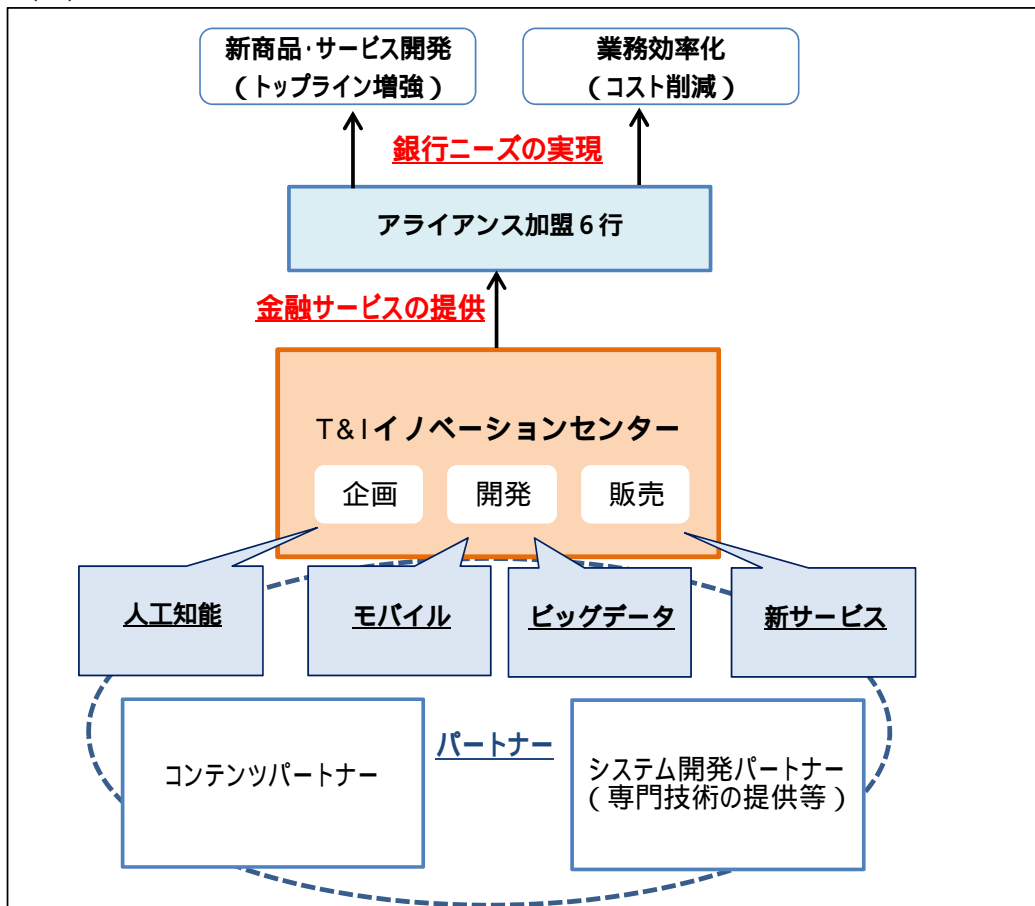 新商品・サービス開発
(トップライン増強)
業務効率化
(コスト削減)
銀行ニーズの実現
アライアンス加盟6行
金融サービスの提供
T&Iイノベーションセンター
企画
開発
販売
人工知能
モバイル
ビッグデータ
新サービス
パートナー
コンテンツパートナー
システム開発パートナー
(専門技術の提供等)